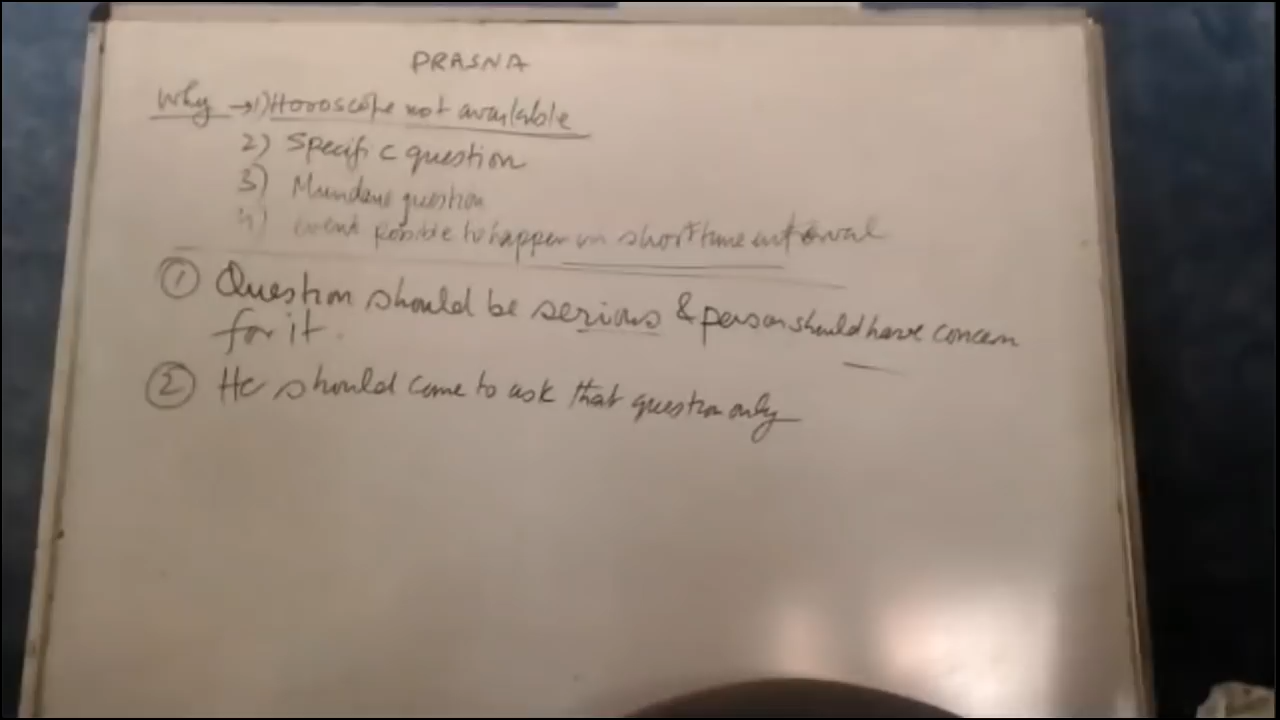 PRASNA
Why → 1) Horoscope not available
2) Specific question
3) Mundane question
4) event possible to happen in short time interval
① Question should be serious & person should have concern
for it.
② He should come to ask that question only